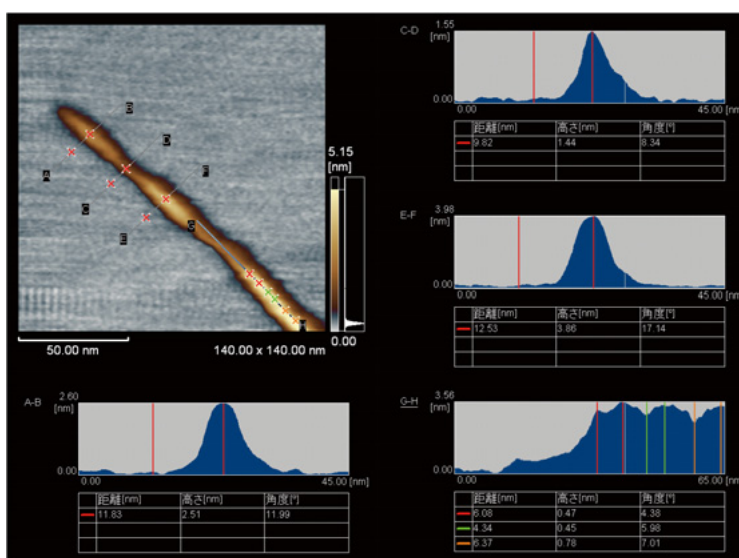 5.15
[nm]
0.00
50.00 nm
140.00 x 140.00 nm
B
D
F
A
C
E
G
C-D
1.55
[nm]
0.00
0.00
45.00 [nm]
距離[nm] 高さ[nm] 角度[°]
9.82 1.44 8.34
E-F
3.98
[nm]
0.00
0.00
45.00 [nm]
距離[nm] 高さ[nm] 角度[°]
12.53 3.86 17.14
A-B
2.60
[nm]
0.00
0.00
45.00 [nm]
距離[nm] 高さ[nm] 角度[°]
11.83 2.51 11.99
G-H
3.56
[nm]
0.00
0.00
65.00 [nm]
距離[nm] 高さ[nm] 角度[°]
6.08 0.47 4.38
4.34 0.45 5.98
6.37 0.78 7.01